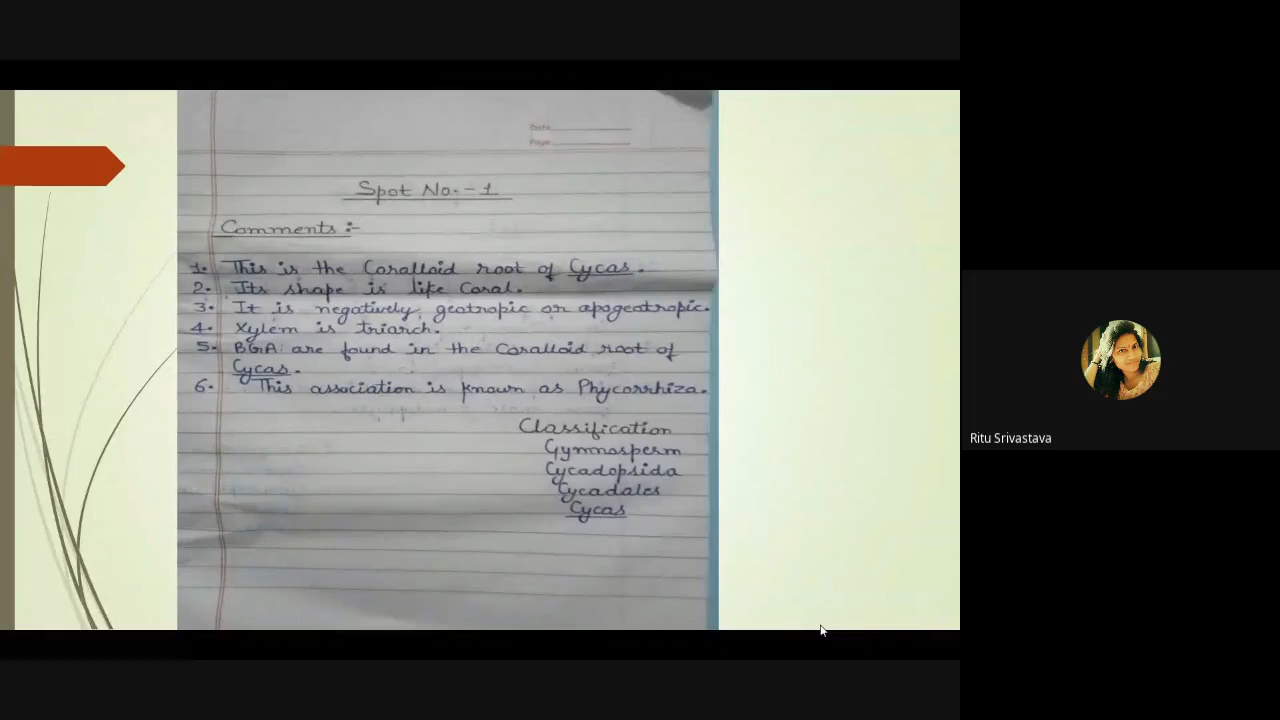 Date
Page
Spot No.-1
Comments :-
1. This is the Coralloid root of Cycas.
2. Its shape is like Coral.
3. It is negatively geotropic or apogeotropic.
4. Xylem is triarch.
5. BGA are found in the Coralloid root of
Cycas.
6. This association is known as Phycorrhiza.
Classification
Gymnosperm
Cycadopsida
Cycadales
Cycas
Ritu Srivastava